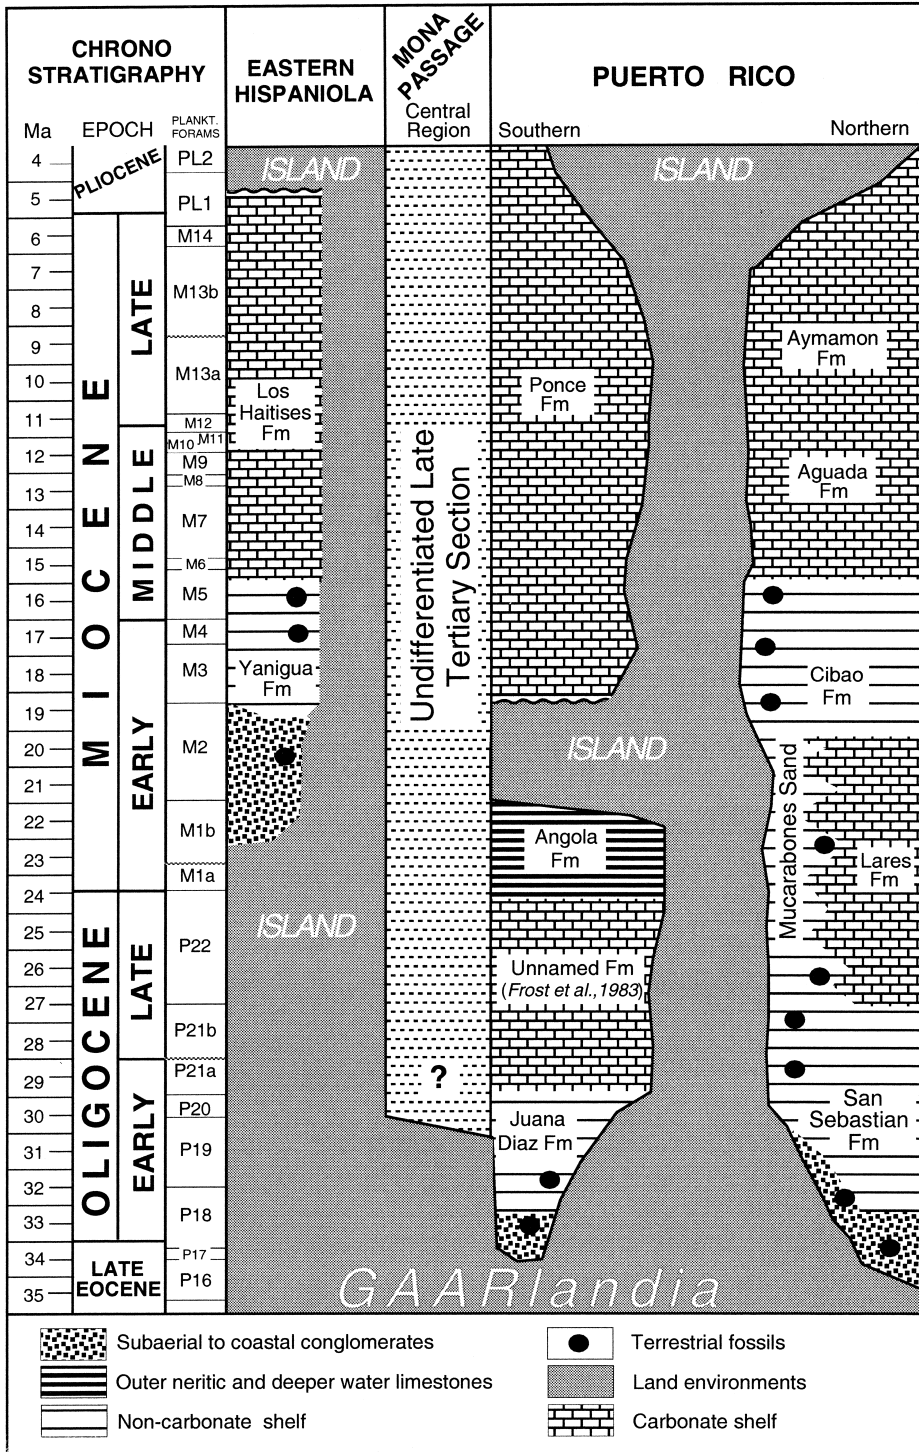 CHRONO
STRATIGRAPHY
EASTERN
HISPANIOLA
MONA
PASSAGE
Central
Region
PUERTO RICO
Southern
Northern
Ma
EPOCH
PLANKT.
FORAMS
4
5
6
7
8
9
10
11
12
13
14
15
16
17
18
19
20
21
22
23
24
25
26
27
28
29
30
31
32
33
34
35
PLIOCENE
MIOCENE
LATE
MIDDLE
EARLY
OLIGOCENE
LATE
EARLY
LATE
EOCENE
PL2
PL1
M14
M13b
M13a
M12
M10 M11
M9
M8
M7
M6
M5
M4
M3
M2
M1b
M1a
P22
P21b
P21a
P20
P19
P18
P17
P16
ISLAND
Los
Haitises
Fm
Yanigua
Fm
ISLAND
Undifferentiated Late
Tertiary Section
?
Ponce
Fm
ISLAND
Angola
Fm
Unnamed Fm
(Frost et al.,1983)
Juana
Diaz Fm
ISLAND
Aymamon
Fm
Aguada
Fm
Cibao
Fm
Mucarabones Sand
Lares
Fm
San
Sebastian
Fm
GAARlandia
Subaerial to coastal conglomerates
Outer neritic and deeper water limestones
Non-carbonate shelf
Terrestrial fossils
Land environments
Carbonate shelf